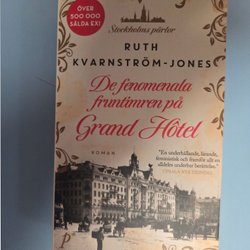 ÖVER
500 000
SÅLDA EX!
Stockholms pärlor
RUTH
KVARNSTRÖM-JONES
De fenomenala
fruntimren på
Grand Hôtel
ROMAN
"En underhållande, lärande,
feministisk och framför allt en
alldeles underbar berättelse."